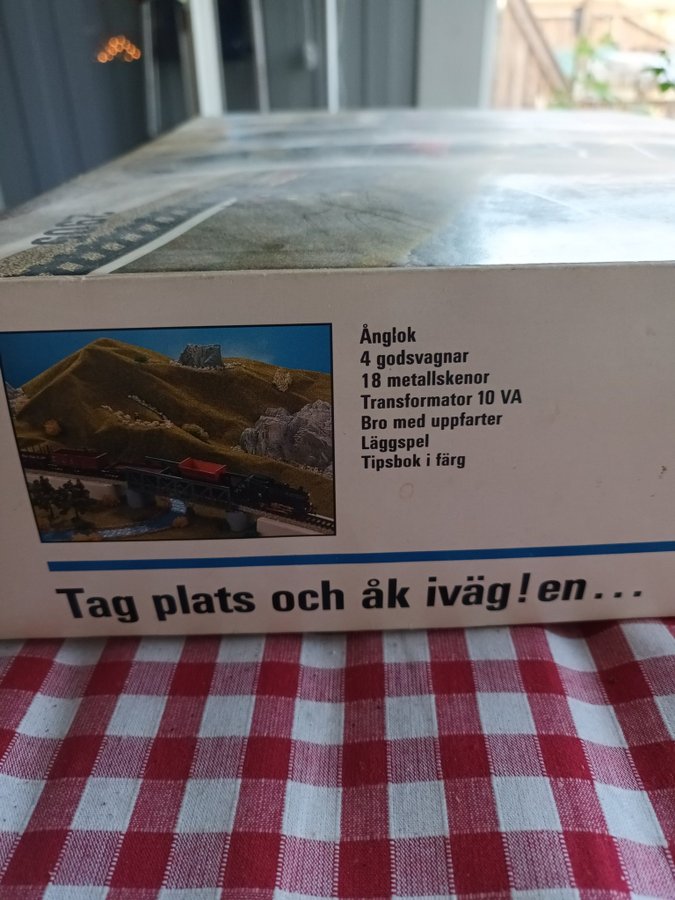 Ånglok
4 godsvagnar
18 metallskenor
Transformator 10 VA
Bro med uppfarter
Läggspel
Tipsbok i färg
Tag plats och åk iväg!en...